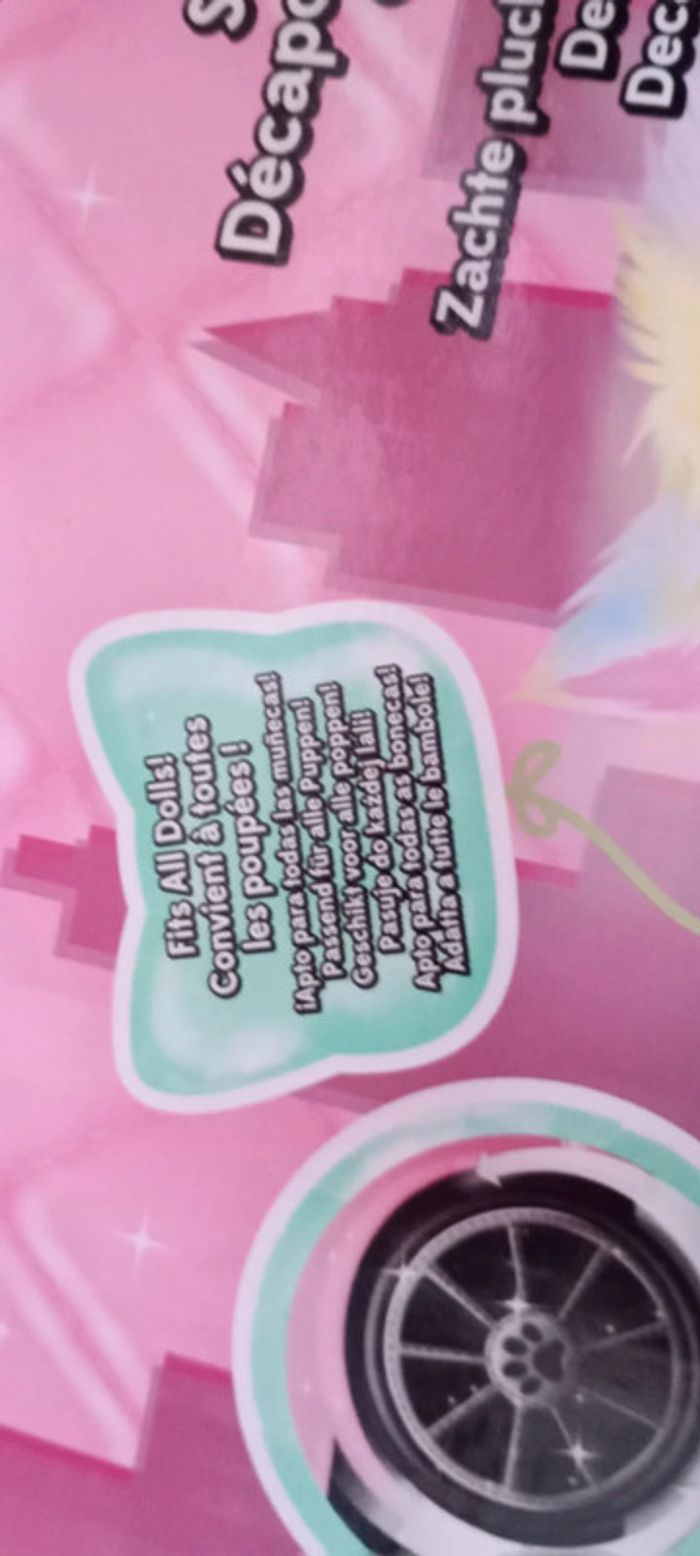 Décapo
Zachte pluch
De
Dec
Fits All Dolls!
Convient à toutes
les poupées !
¡Apto para todas las muñecas!
Passend für alle Puppen!
Geschikt voor alle poppen!
Pasuje do każdej lali!
Apto para todas as bonecas!
Adatta a tutte le bambole!